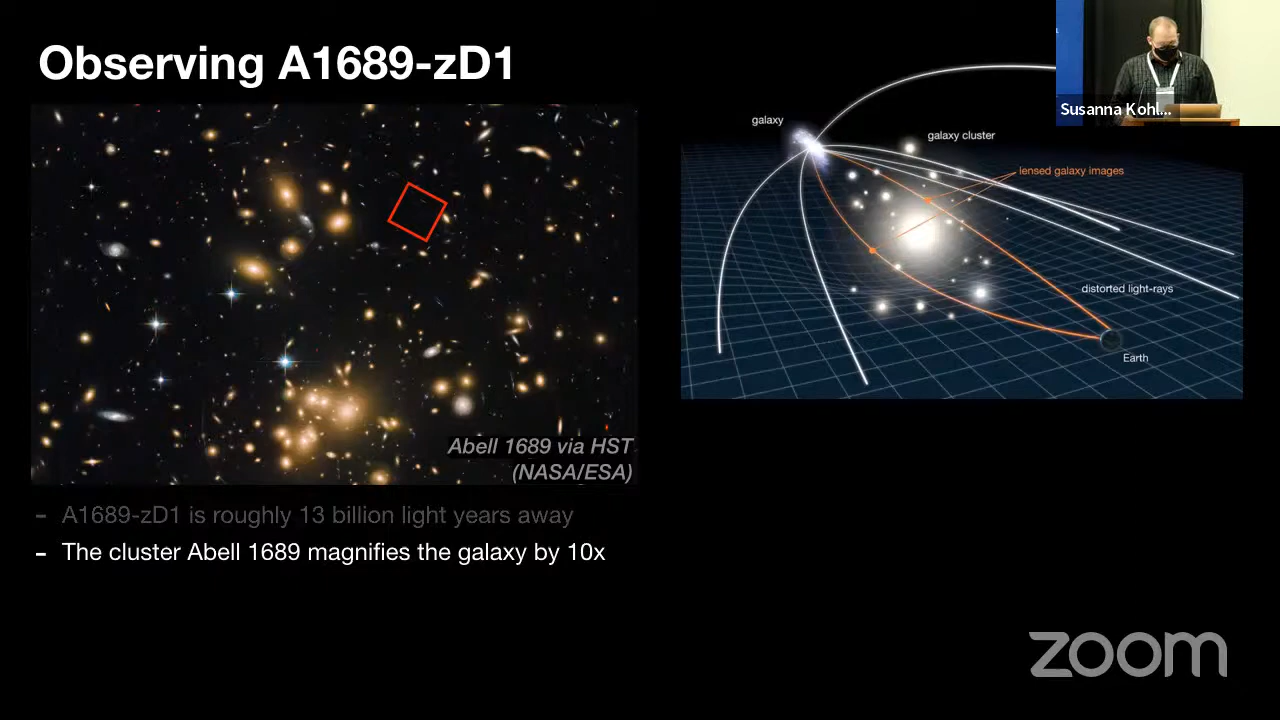 Observing A1689-zD1
Susanna Kohl...
galaxy
galaxy cluster
lensed galaxy images
distorted light-rays
Earth
Abell 1689 via HST
(NASA/ESA)
- A1689-zD1 is roughly 13 billion light years away
- The cluster Abell 1689 magnifies the galaxy by 10x
zoom